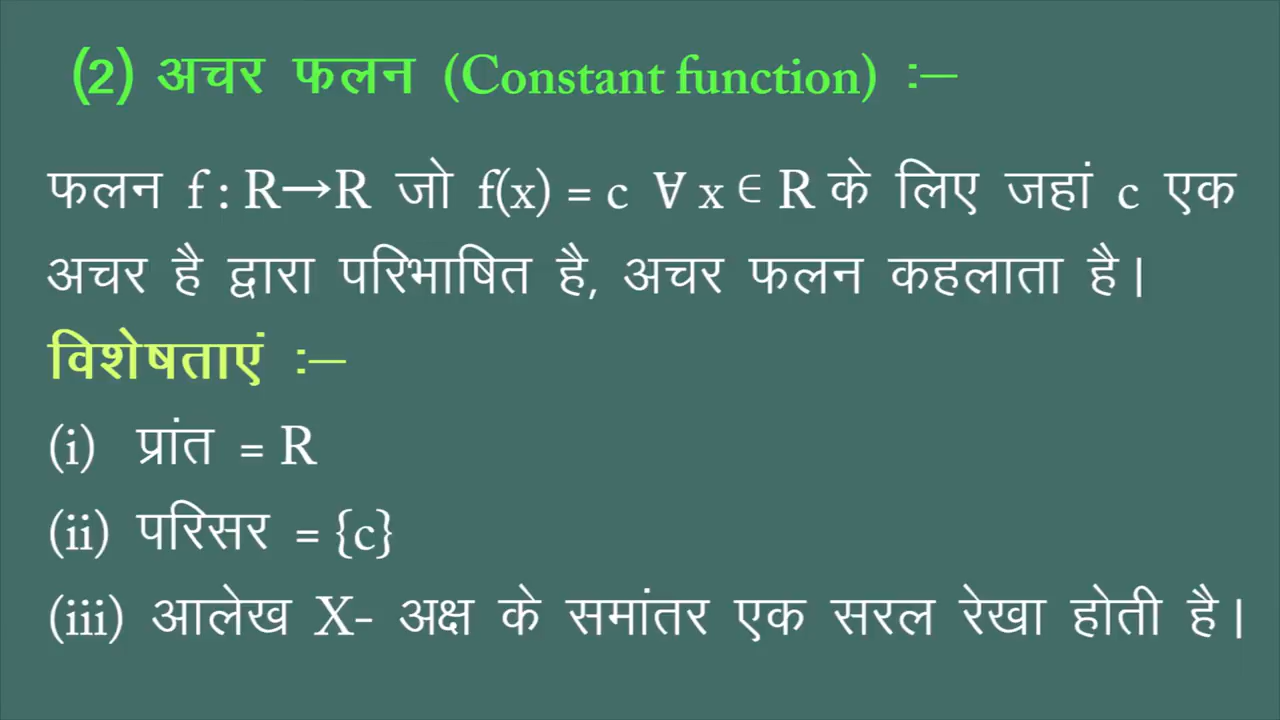 (2) अचर फलन (Constant function) :–
फलन f : R→R जो f(x) = c ∀ x ∈ R के लिए जहां c एक
अचर है द्वारा परिभाषित है, अचर फलन कहलाता है।
विशेषताएं :–
(i) प्रांत = R
(ii) परिसर = {c}
(iii) आलेख X- अक्ष के समांतर एक सरल रेखा होती है।